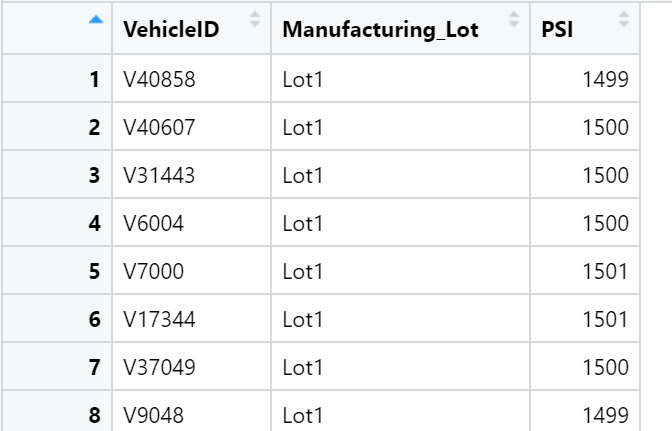 VehicleID Manufacturing_Lot PSI
1 V40858 Lot1 1499
2 V40607 Lot1 1500
3 V31443 Lot1 1500
4 V6004 Lot1 1500
5 V7000 Lot1 1501
6 V17344 Lot1 1501
7 V37049 Lot1 1500
8 V9048 Lot1 1499